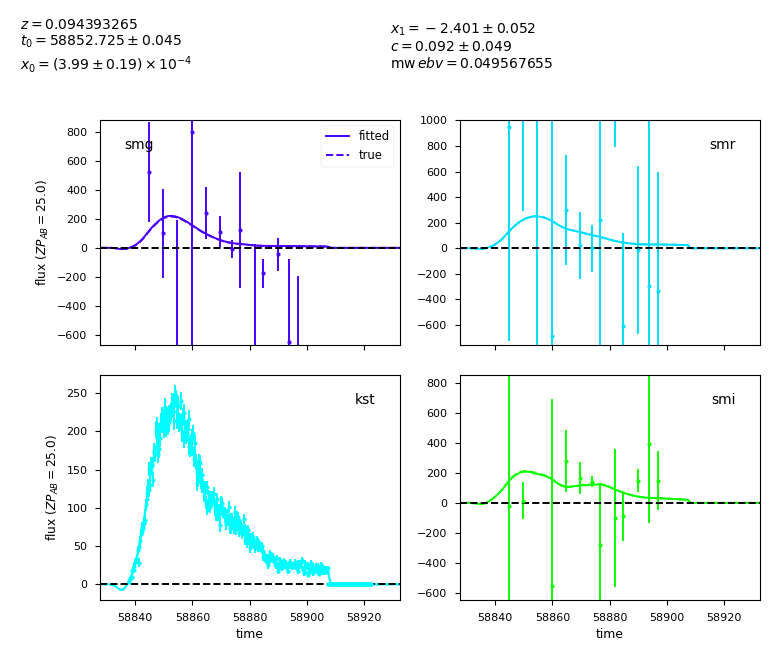 z = 0.094393265
t₀ = 58852.725 ± 0.045
x₀ = (3.99 ± 0.19) × 10⁻⁴
x₁ = −2.401 ± 0.052
c = 0.092 ± 0.049
mw ebv = 0.049567655
smg
fitted
true
flux (ZP_AB = 25.0)
800
600
400
200
0
−200
−400
−600
smr
1000
800
600
400
200
0
−200
−400
−600
kst
flux (ZP_AB = 25.0)
250
200
150
100
50
0
58840 58860 58880 58900 58920
time
smi
800
600
400
200
0
−200
−400
−600
58840 58860 58880 58900 58920
time